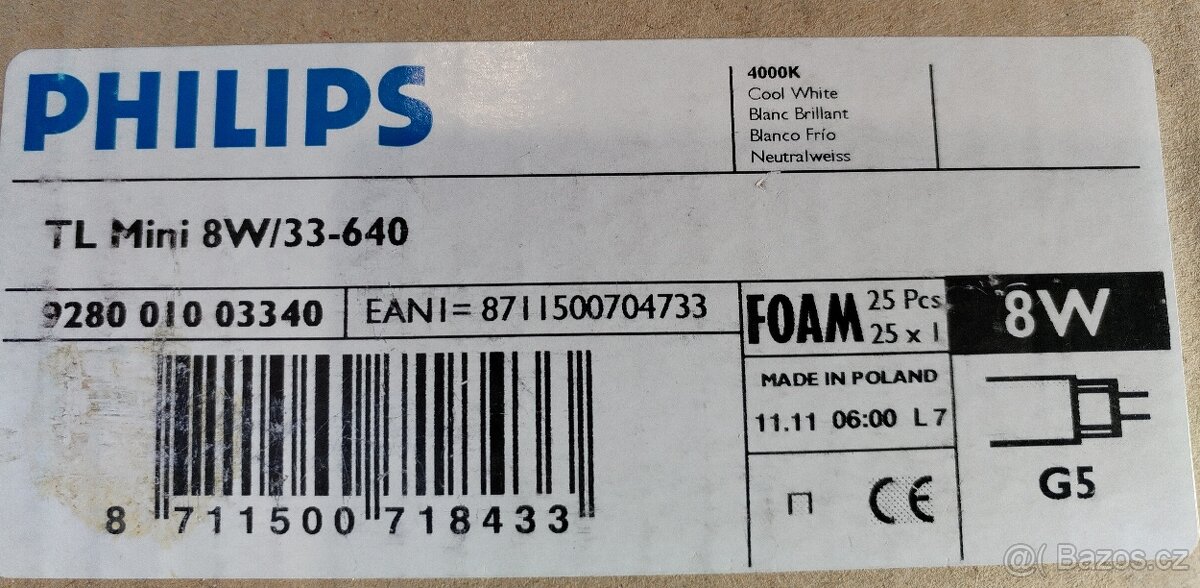 PHILIPS
4000K
Cool White
Blanc Brillant
Blanco Frío
Neutralweiss
TL Mini 8W/33-640
9280 010 03340
EAN1= 8711500704733
FOAM
25 Pcs
25 x 1
8W
MADE IN POLAND
11.11 06:00 L 7
G5
CE
8 711500 718433
@( Bazos.cz